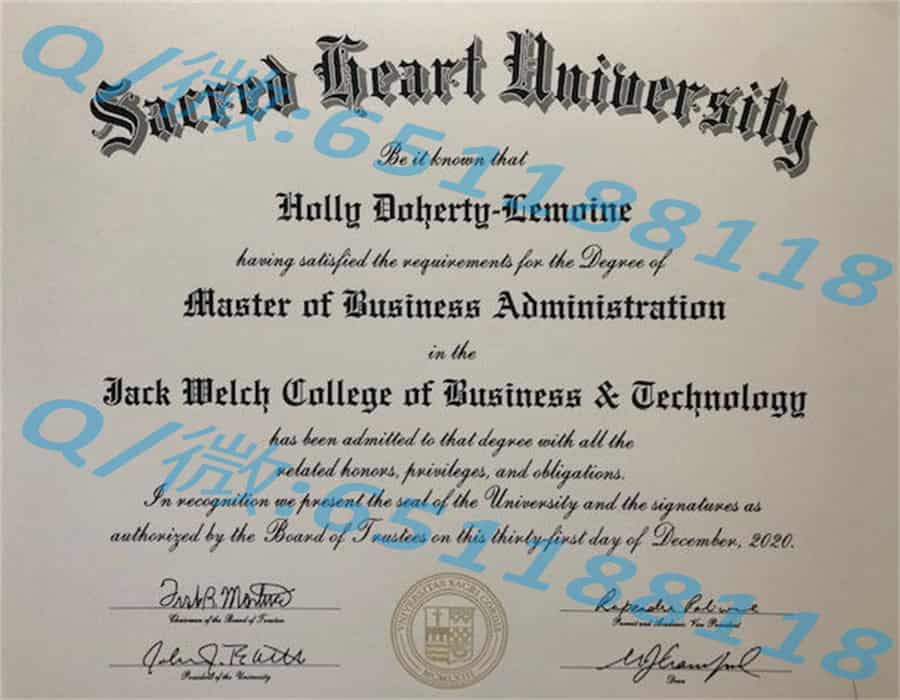 Sacred Heart University
Q/微:651188118
Be it known that
Holly Doherty-Lemoine
having satisfied the requirements for the Degree of
Master of Business Administration
in the
Jack Welch College of Business & Technology
Q/微:651188118
has been admitted to that degree with all the
related honors, privileges, and obligations.
In recognition we present the seal of the University and the signatures as
authorized by the Board of Trustees on this thirty-first day of December, 2020.
Chairman of the Board of Trustees
Provost and Academic Vice President
President of the University
Dean
UNIVERSITAS SACRI CORDIS
MCMLXIII